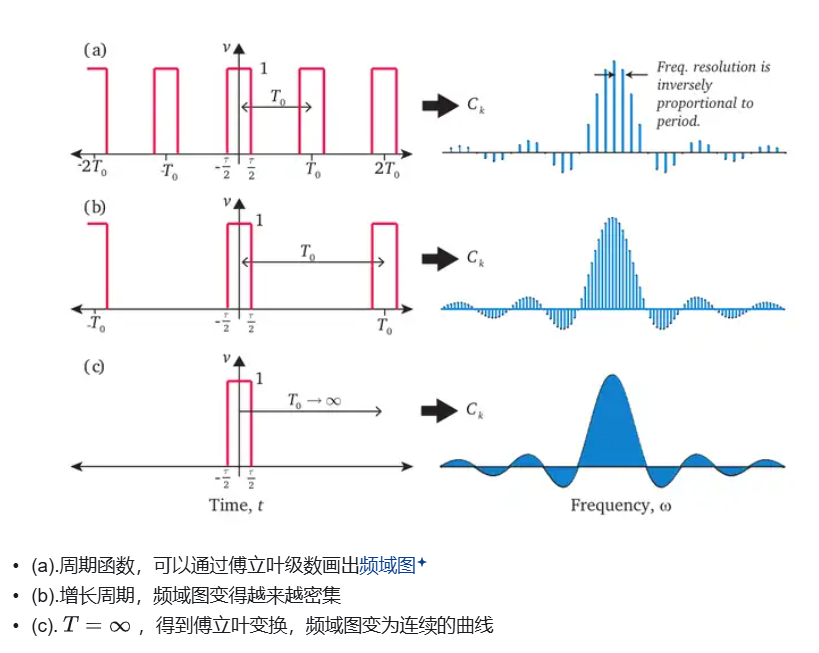 (a)
v
1
T₀
-2T₀
-T₀
-τ/2
τ/2
T₀
2T₀
Cₖ
Freq. resolution is
inversely
proportional to
period.
(b)
v
1
T₀
-T₀
-τ/2
τ/2
T₀
Cₖ
(c)
v
1
T₀ → ∞
-τ/2
τ/2
Cₖ
Time, t
Frequency, ω
• (a).周期函数，可以通过傅立叶级数画出频域图
• (b).增长周期，频域图变得越来越密集
• (c). T = ∞ ，得到傅立叶变换，频域图变为连续的曲线